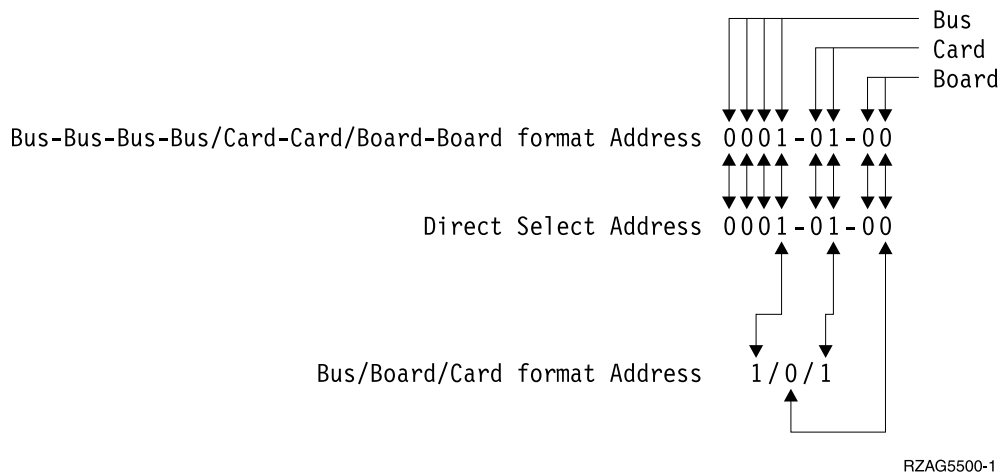 Bus
Card
Board
Bus-Bus-Bus-Bus/Card-Card/Board-Board format Address 0001-01-00
Direct Select Address 0001-01-00
Bus/Board/Card format Address 1/0/1
RZAG5500-1